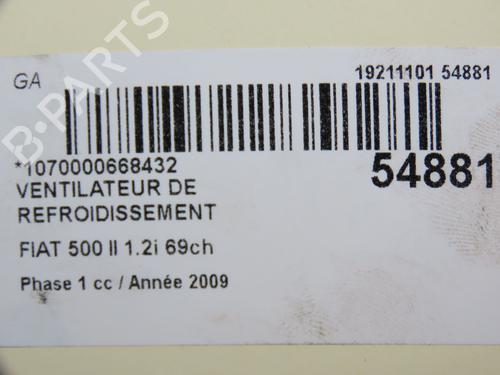 GA
19211101 54881
*1070000668432
54881
VENTILATEUR DE
REFROIDISSEMENT
FIAT 500 II 1.2i 69ch
Phase 1 cc / Année 2009
B-PARTS